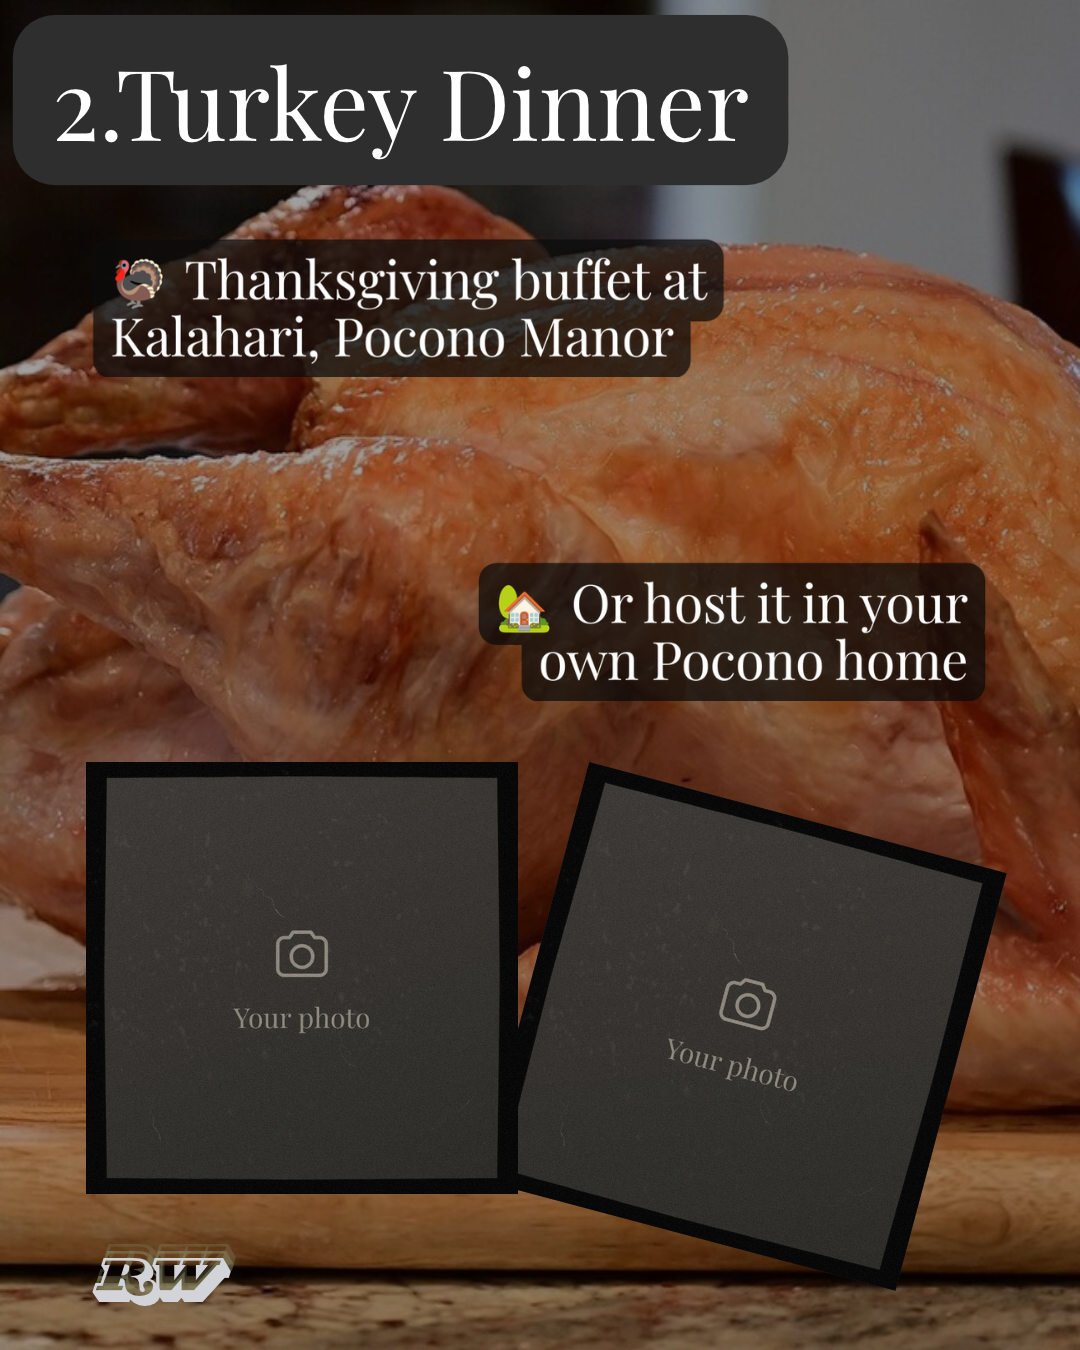 2.Turkey Dinner
🦃 Thanksgiving buffet at
Kalahari, Pocono Manor
🏡 Or host it in your
own Pocono home
Your photo
Your photo
RW